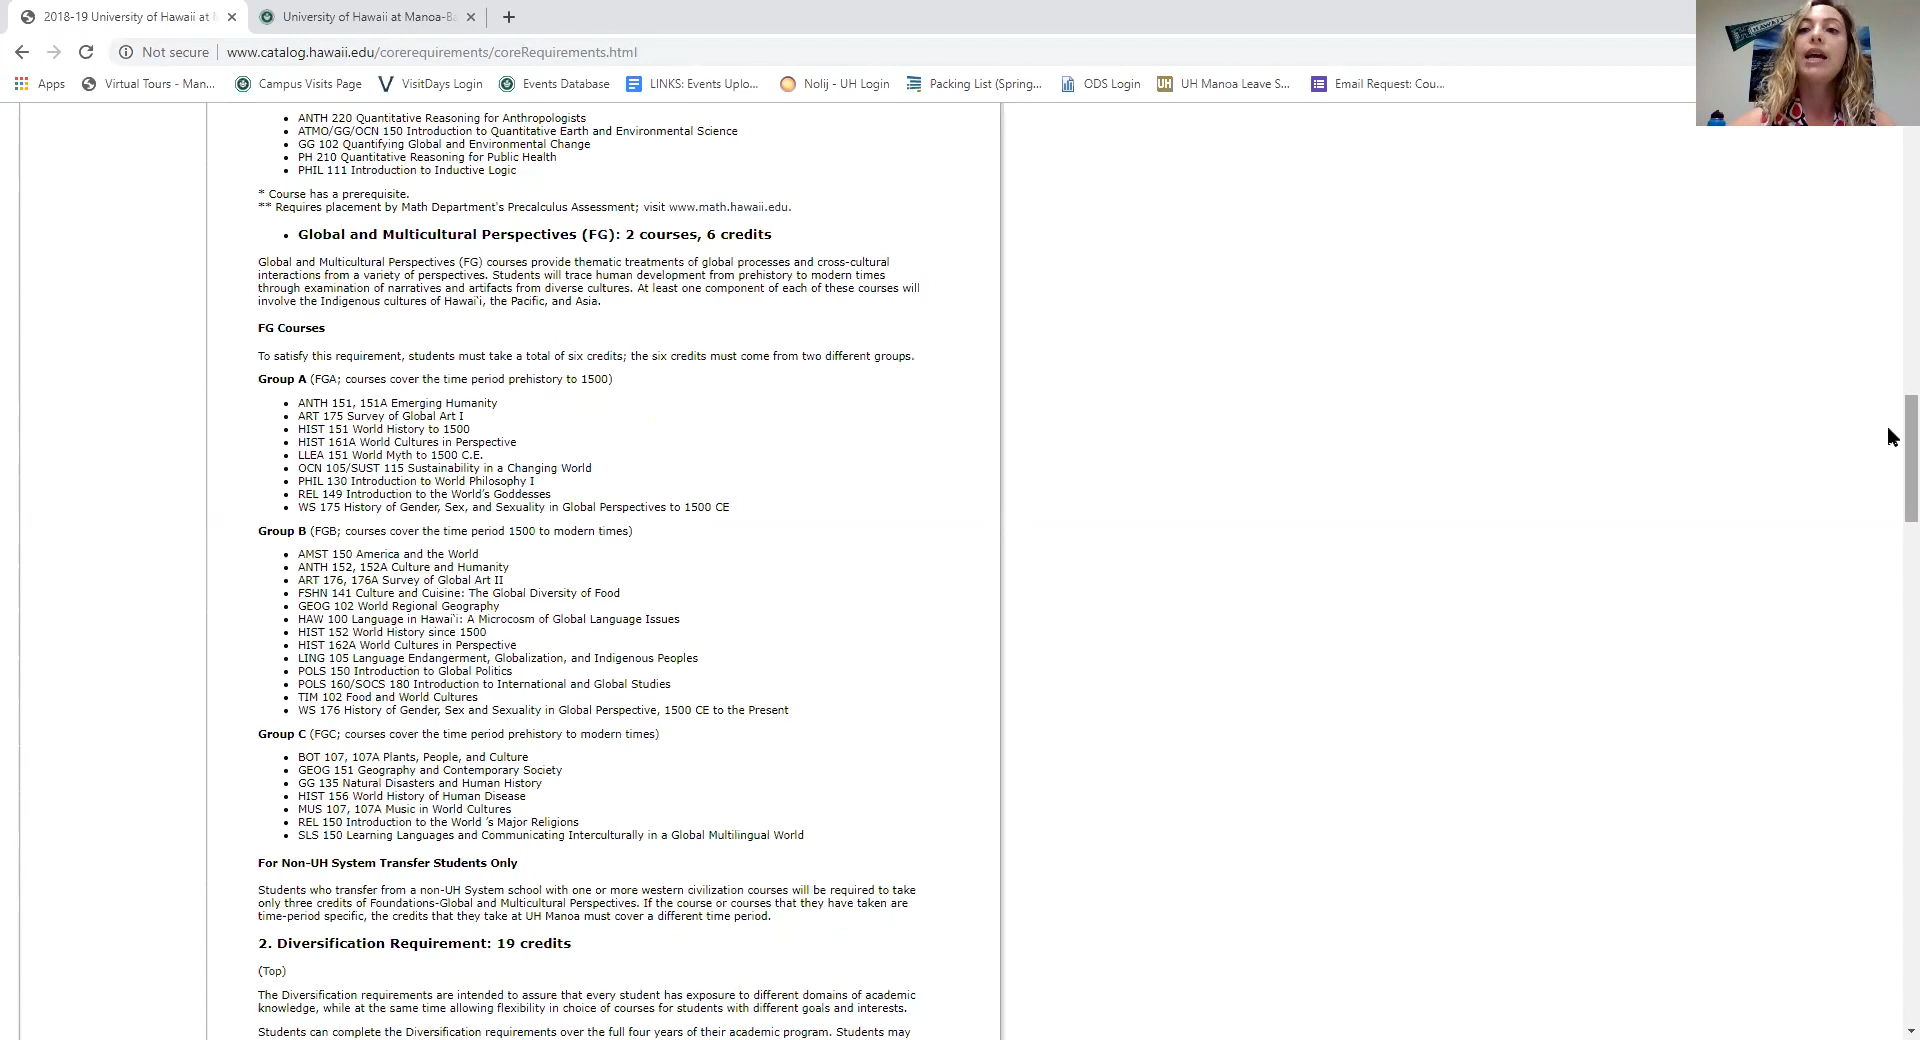 2018-19 University of Hawaii at M
University of Hawaii at Manoa-Ba
Not secure
www.catalog.hawaii.edu/corerequirements/coreRequirements.html
Apps
Virtual Tours - Man...
Campus Visits Page
VisitDays Login
Events Database
LINKS: Events Uplo...
Nolij - UH Login
Packing List (Spring...
ODS Login
UH Manoa Leave S...
Email Request: Cou...
• ANTH 220 Quantitative Reasoning for Anthropologists
• ATMO/GG/OCN 150 Introduction to Quantitative Earth and Environmental Science
• GG 102 Quantifying Global and Environmental Change
• PH 210 Quantitative Reasoning for Public Health
• PHIL 111 Introduction to Inductive Logic
* Course has a prerequisite.
** Requires placement by Math Department's Precalculus Assessment; visit www.math.hawaii.edu.
• Global and Multicultural Perspectives (FG): 2 courses, 6 credits
Global and Multicultural Perspectives (FG) courses provide thematic treatments of global processes and cross-cultural
interactions from a variety of perspectives. Students will trace human development from prehistory to modern times
through examination of narratives and artifacts from diverse cultures. At least one component of each of these courses will
involve the Indigenous cultures of Hawai`i, the Pacific, and Asia.
FG Courses
To satisfy this requirement, students must take a total of six credits; the six credits must come from two different groups.
Group A (FGA; courses cover the time period prehistory to 1500)
• ANTH 151, 151A Emerging Humanity
• ART 175 Survey of Global Art I
• HIST 151 World History to 1500
• HIST 161A World Cultures in Perspective
• LLEA 151 World Myth to 1500 C.E.
• OCN 105/SUST 115 Sustainability in a Changing World
• PHIL 130 Introduction to World Philosophy I
• REL 149 Introduction to the World's Goddesses
• WS 175 History of Gender, Sex, and Sexuality in Global Perspectives to 1500 CE
Group B (FGB; courses cover the time period 1500 to modern times)
• AMST 150 America and the World
• ANTH 152, 152A Culture and Humanity
• ART 176, 176A Survey of Global Art II
• FSHN 141 Culture and Cuisine: The Global Diversity of Food
• GEOG 102 World Regional Geography
• HAW 100 Language in Hawai`i: A Microcosm of Global Language Issues
• HIST 152 World History since 1500
• HIST 162A World Cultures in Perspective
• LING 105 Language Endangerment, Globalization, and Indigenous Peoples
• POLS 150 Introduction to Global Politics
• POLS 160/SOCS 180 Introduction to International and Global Studies
• TIM 102 Food and World Cultures
• WS 176 History of Gender, Sex and Sexuality in Global Perspective, 1500 CE to the Present
Group C (FGC; courses cover the time period prehistory to modern times)
• BOT 107, 107A Plants, People, and Culture
• GEOG 151 Geography and Contemporary Society
• GG 135 Natural Disasters and Human History
• HIST 156 World History of Human Disease
• MUS 107, 107A Music in World Cultures
• REL 150 Introduction to the World 's Major Religions
• SLS 150 Learning Languages and Communicating Interculturally in a Global Multilingual World
For Non-UH System Transfer Students Only
Students who transfer from a non-UH System school with one or more western civilization courses will be required to take
only three credits of Foundations-Global and Multicultural Perspectives. If the course or courses that they have taken are
time-period specific, the credits that they take at UH Manoa must cover a different time period.
2. Diversification Requirement: 19 credits
(Top)
The Diversification requirements are intended to assure that every student has exposure to different domains of academic
knowledge, while at the same time allowing flexibility in choice of courses for students with different goals and interests.
Students can complete the Diversification requirements over the full four years of their academic program. Students may